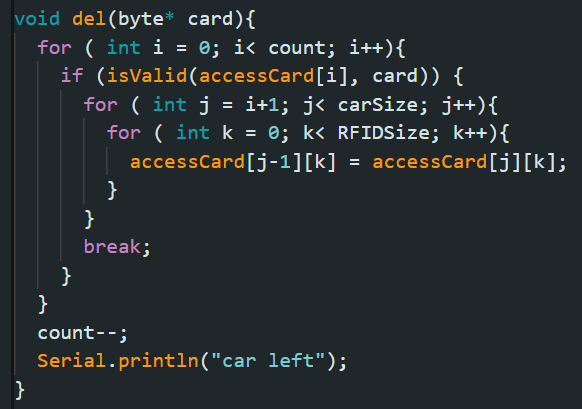 void del(byte* card){
  for ( int i = 0; i< count; i++){
    if (isValid(accessCard[i], card)) {
      for ( int j = i+1; j< carSize; j++){
        for ( int k = 0; k< RFIDSize; k++){
          accessCard[j-1][k] = accessCard[j][k];
        }
      }
      break;
    }
  }
  count--;
  Serial.println("car left");
}